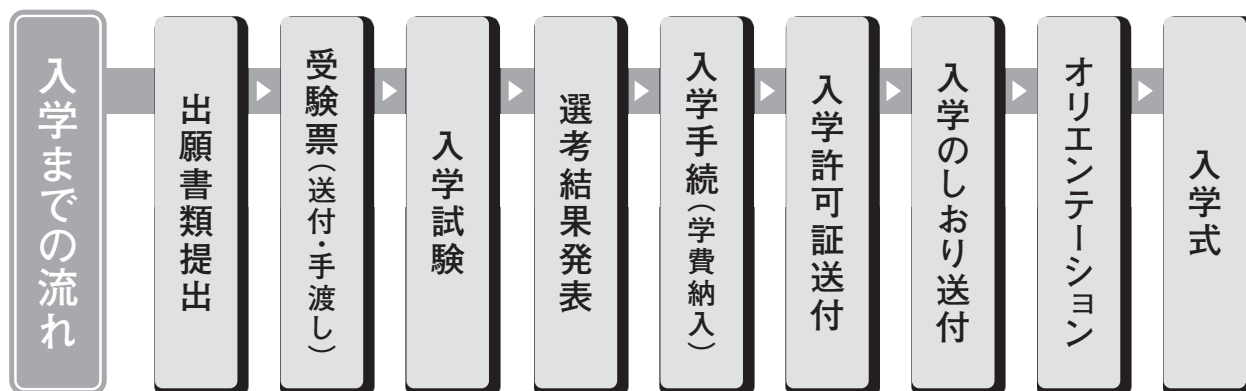 入学までの流れ
出願書類提出
受験票（送付・手渡し）
入学試験
選考結果発表
入学手続（学費納入）
入学許可証送付
入学のしおり送付
オリエンテーション
入学式